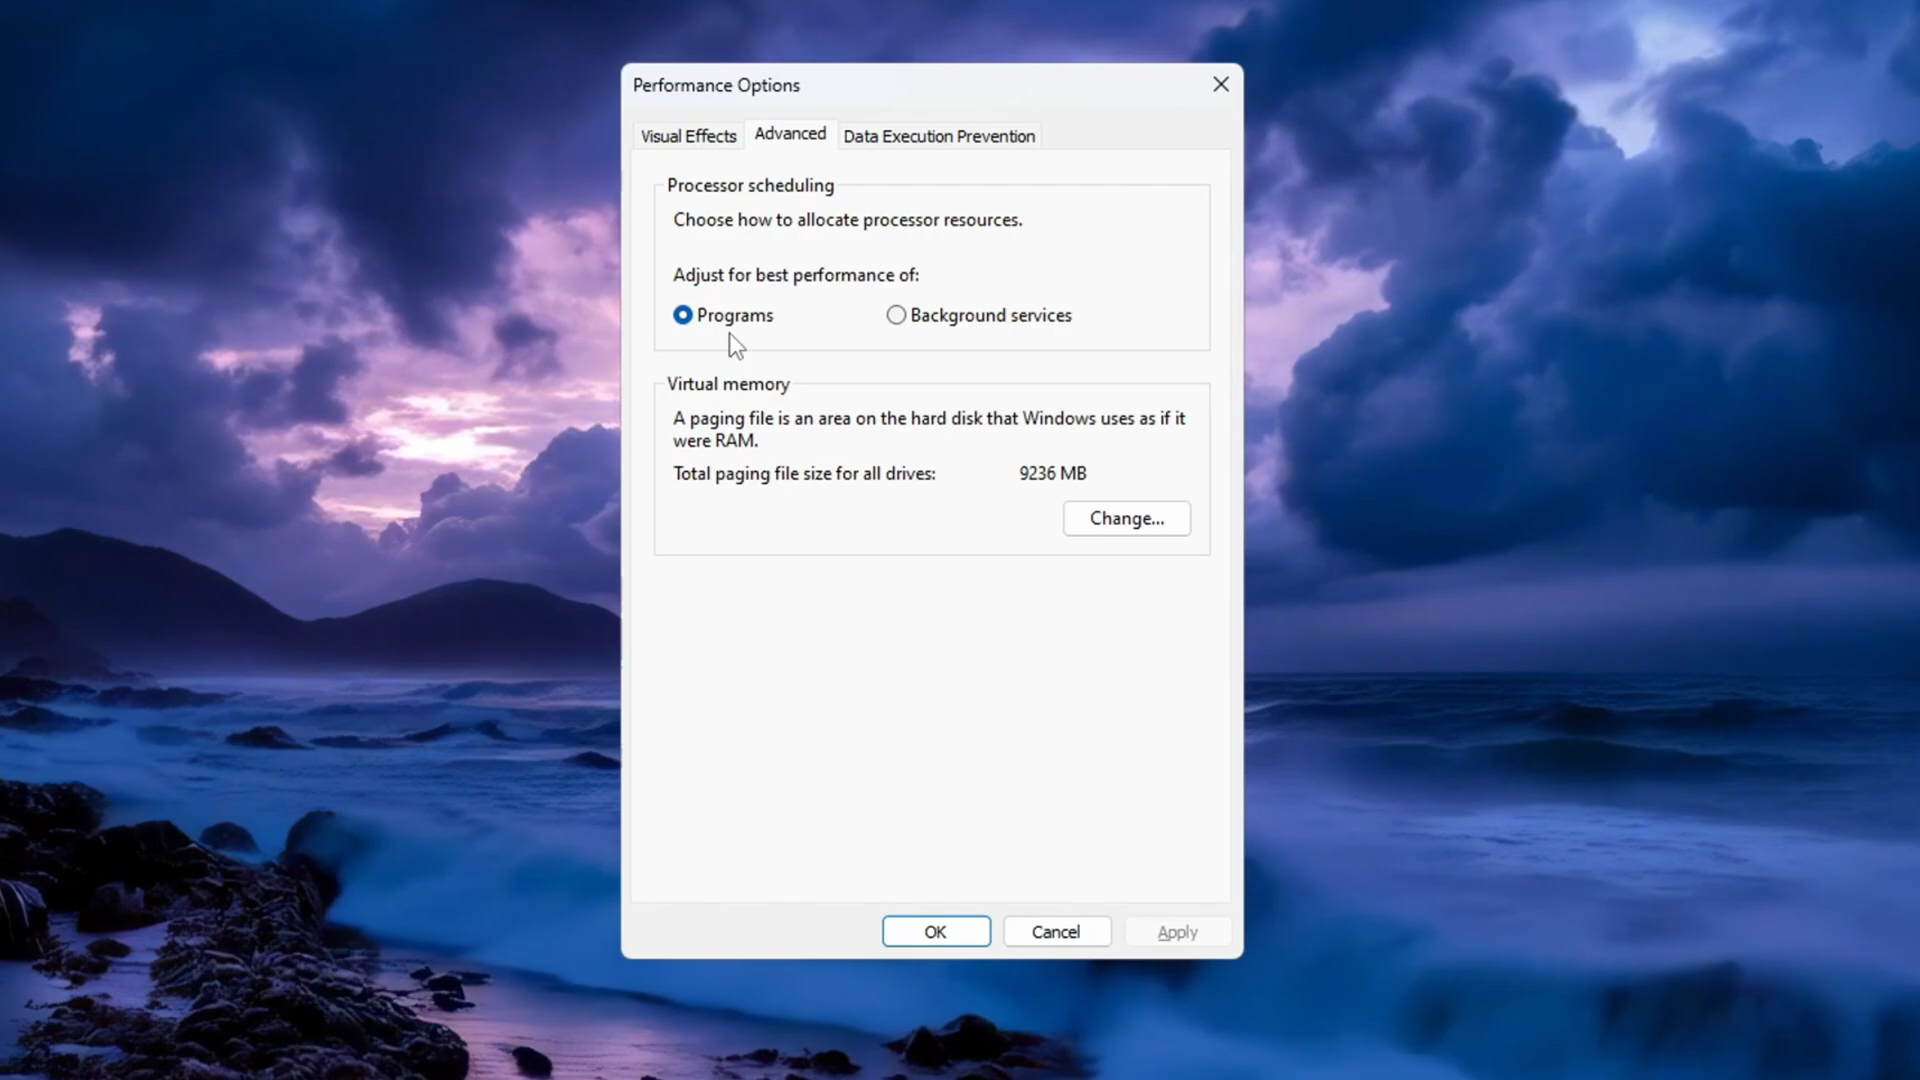 Performance Options
Visual Effects
Advanced
Data Execution Prevention
Processor scheduling
Choose how to allocate processor resources.
Adjust for best performance of:
Programs
Background services
Virtual memory
A paging file is an area on the hard disk that Windows uses as if it
were RAM.
Total paging file size for all drives:
9236 MB
Change...
OK
Cancel
Apply